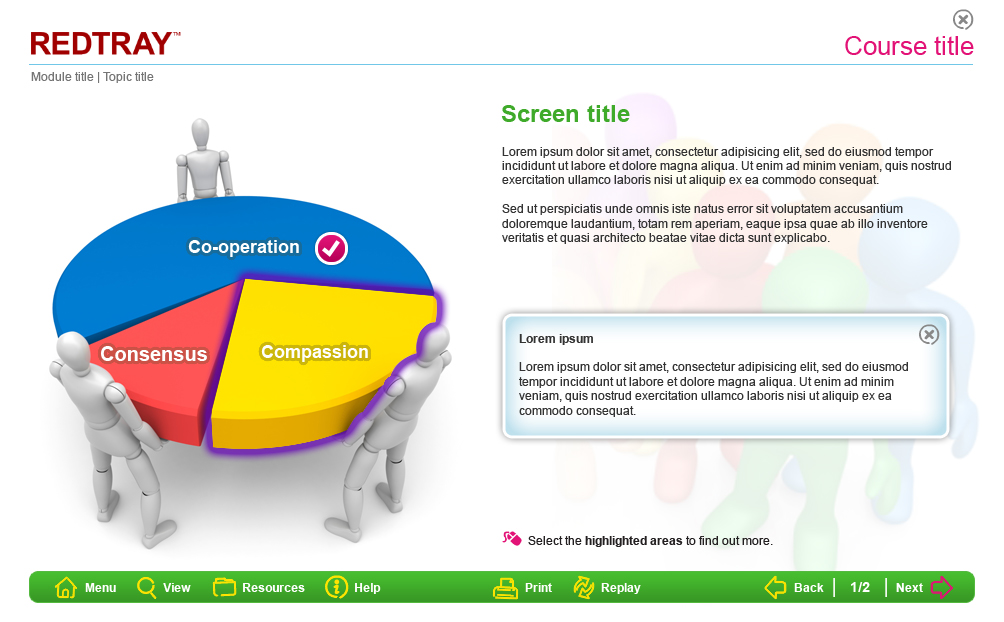 REDTRAY™
Course title
Module title | Topic title
Screen title
Lorem ipsum dolor sit amet, consectetur adipisicing elit, sed do eiusmod tempor
incididunt ut labore et dolore magna aliqua. Ut enim ad minim veniam, quis nostrud
exercitation ullamco laboris nisi ut aliquip ex ea commodo consequat.
Sed ut perspiciatis unde omnis iste natus error sit voluptatem accusantium
doloremque laudantium, totam rem aperiam, eaque ipsa quae ab illo inventore
veritatis et quasi architecto beatae vitae dicta sunt explicabo.
Co-operation
Consensus
Compassion
Lorem ipsum
Lorem ipsum dolor sit amet, consectetur adipisicing elit, sed do eiusmod
tempor incididunt ut labore et dolore magna aliqua. Ut enim ad minim
veniam, quis nostrud exercitation ullamco laboris nisi ut aliquip ex ea
commodo consequat.
Select the highlighted areas to find out more.
Menu View Resources Help Print Replay Back | 1/2 | Next